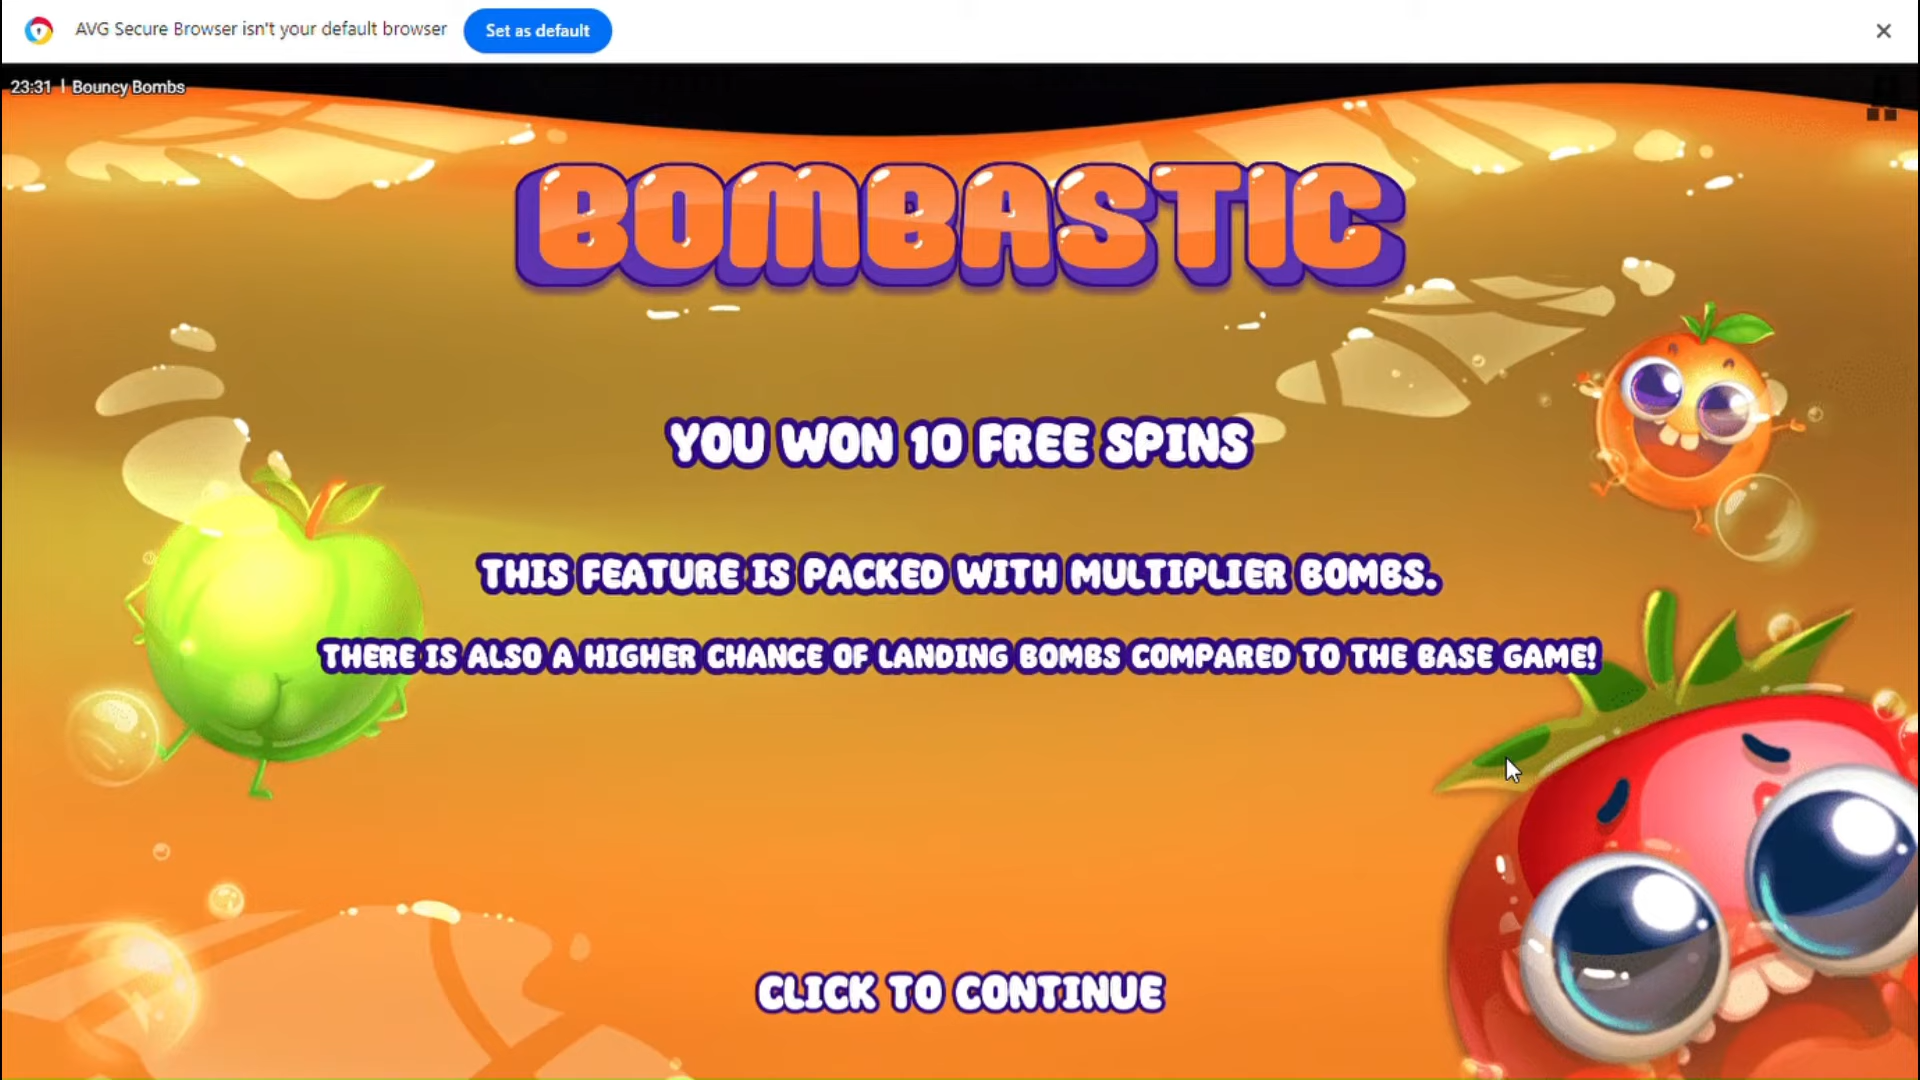 AVG Secure Browser isn't your default browser
Set as default
23:31 | Bouncy Bombs
BOMBASTIC
YOU WON 10 FREE SPINS
THIS FEATURE IS PACKED WITH MULTIPLIER BOMBS.
THERE IS ALSO A HIGHER CHANCE OF LANDING BOMBS COMPARED TO THE BASE GAME!
CLICK TO CONTINUE